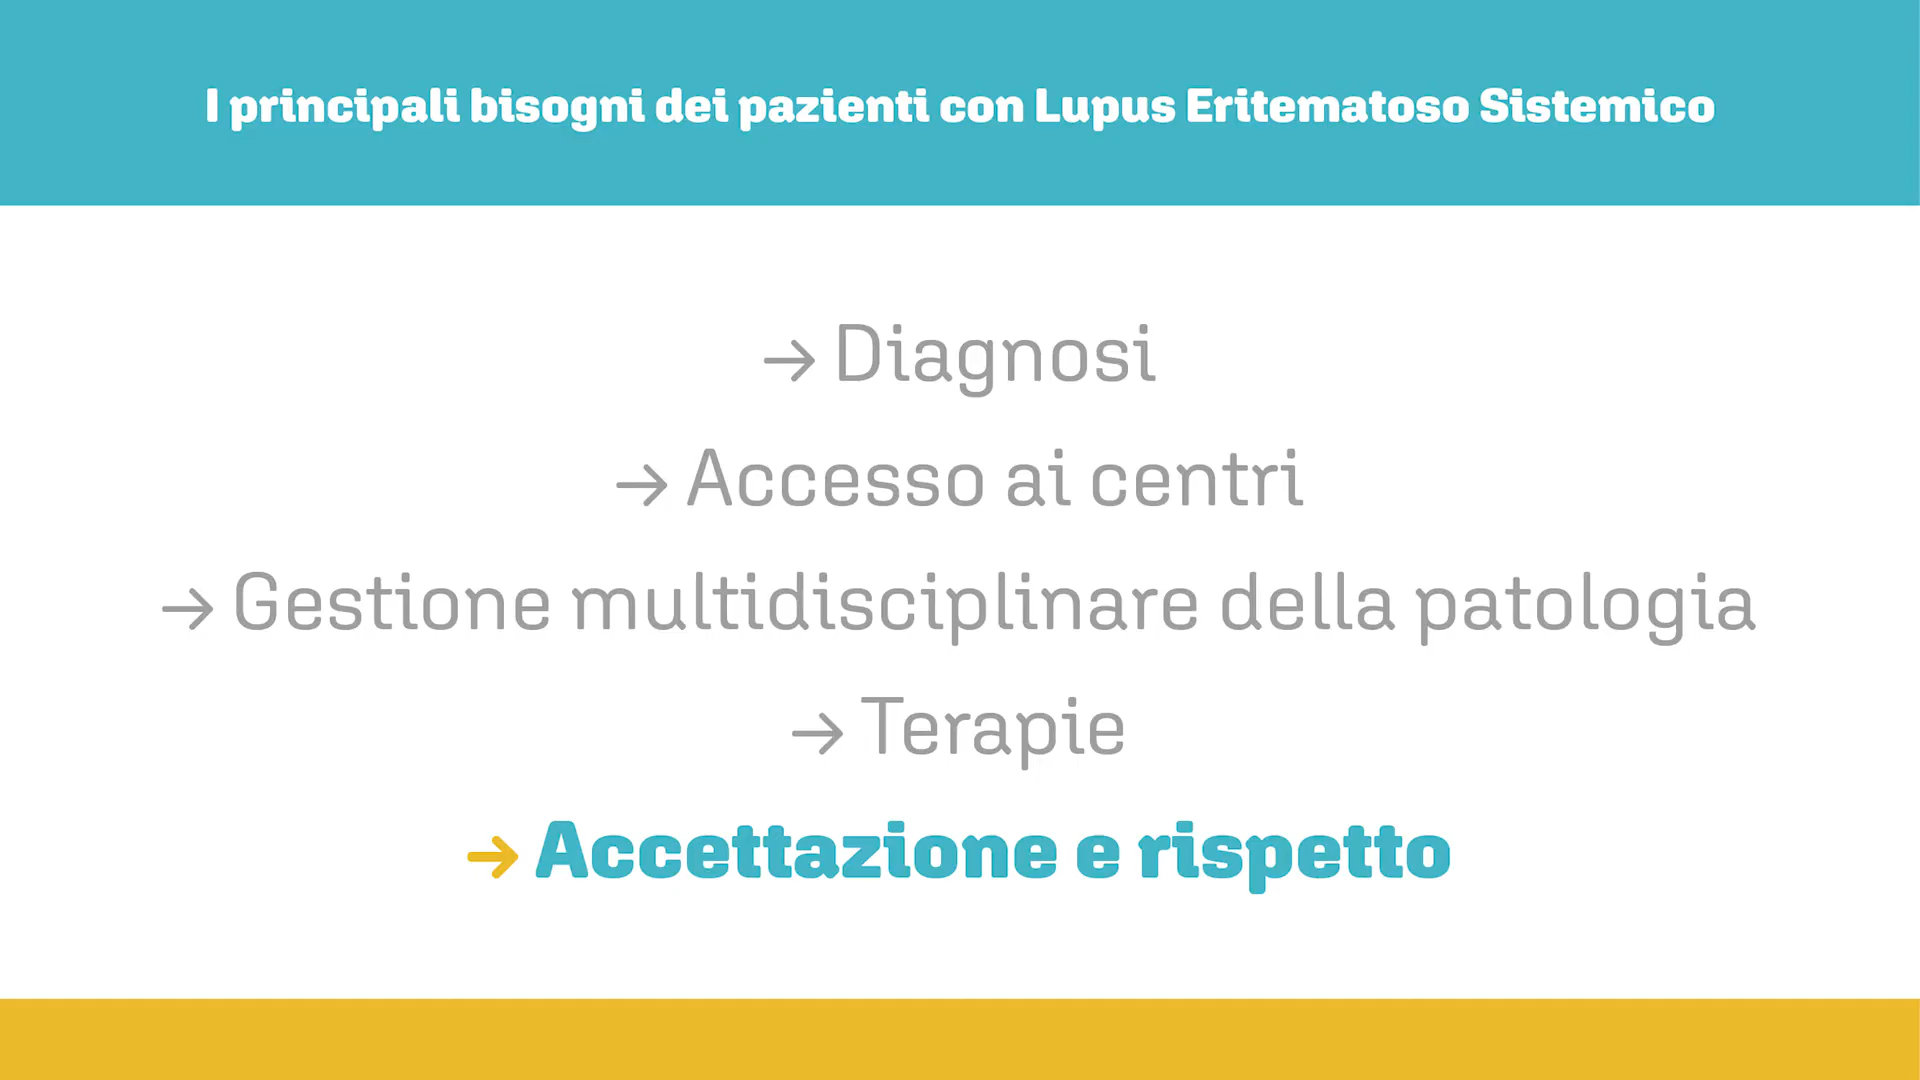 I principali bisogni dei pazienti con Lupus Eritematoso Sistemico
→ Diagnosi
→ Accesso ai centri
→ Gestione multidisciplinare della patologia
→ Terapie
→ Accettazione e rispetto